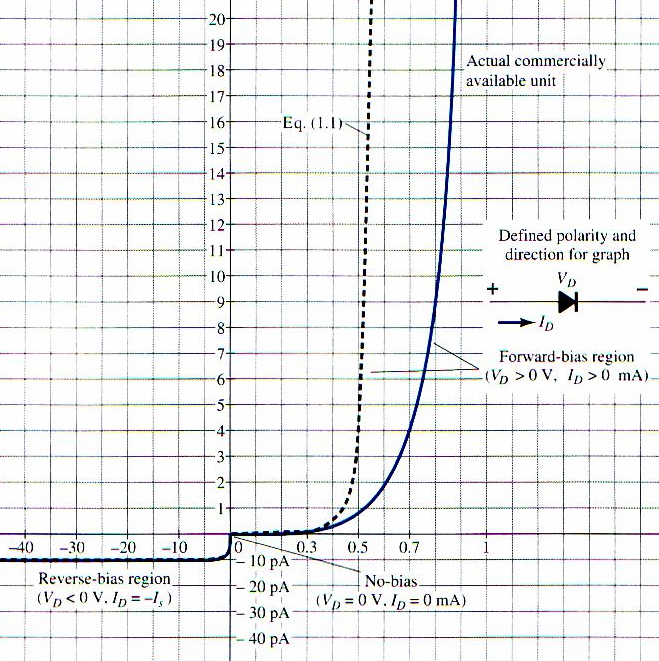 20
19
Actual commercially
available unit
18
17
16
Eq. (1.1)
15
14
13
12
Defined polarity and
direction for graph
11
10
V_D
+ −
9
8
I_D
7
Forward-bias region
(V_D > 0 V, I_D > 0 mA)
6
5
4
3
2
1
−40 −30 −20 −10 0 0.3 0.5 0.7 1
− 10 pA
Reverse-bias region
(V_D < 0 V, I_D = −I_s)
− 20 pA
No-bias
(V_D = 0 V, I_D = 0 mA)
− 30 pA
− 40 pA